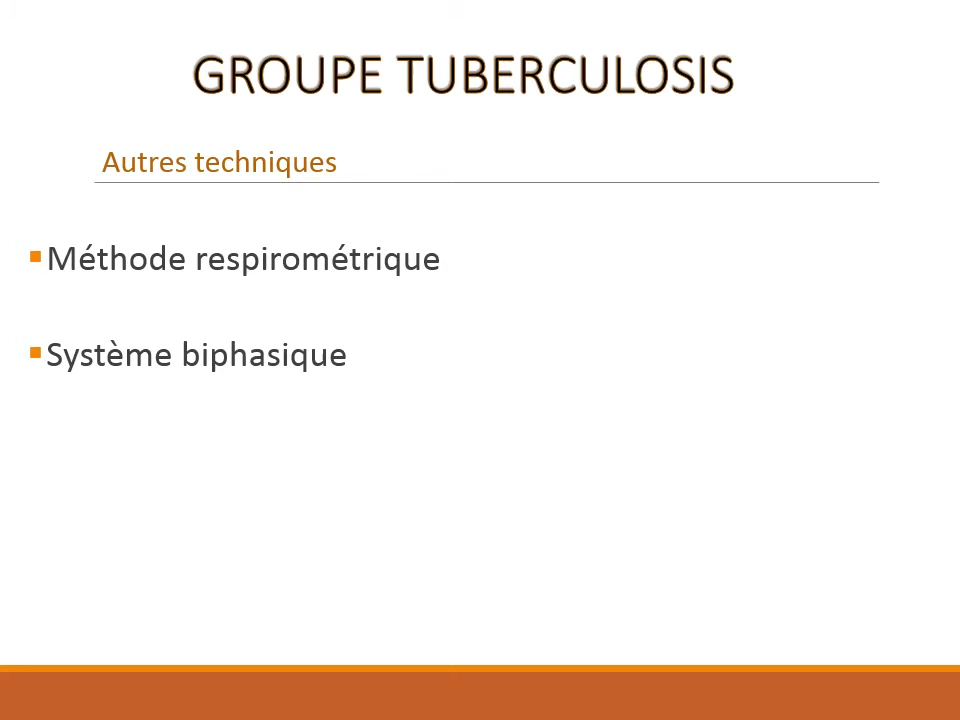 GROUPE TUBERCULOSIS
Autres techniques
Méthode respirométrique
Système biphasique